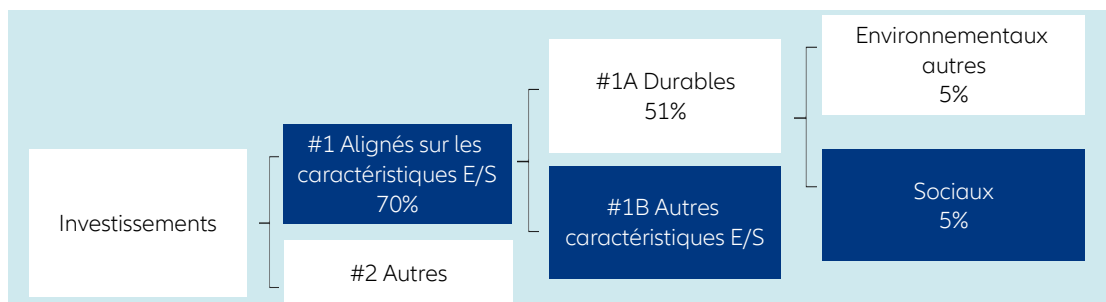 Investissements
#1 Alignés sur les
caractéristiques E/S
70%
#2 Autres
#1A Durables
51%
#1B Autres
caractéristiques E/S
Environnementaux
autres
5%
Sociaux
5%